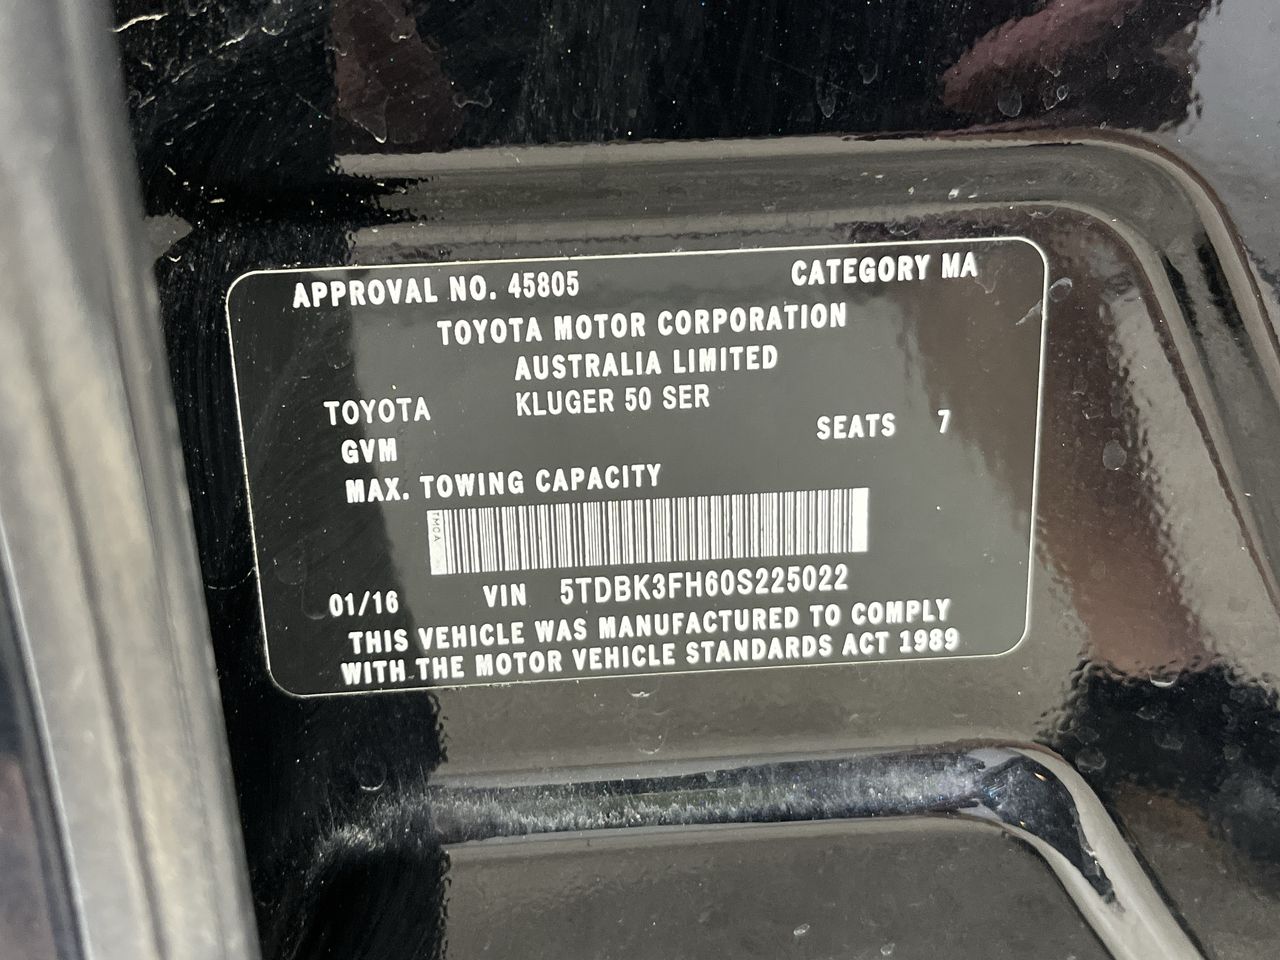 APPROVAL NO. 45805 CATEGORY MA
TOYOTA MOTOR CORPORATION
AUSTRALIA LIMITED
TOYOTA KLUGER 50 SER
GVM SEATS 7
MAX. TOWING CAPACITY
TMCA
01/16 VIN 5TDBK3FH60S225022
THIS VEHICLE WAS MANUFACTURED TO COMPLY
WITH THE MOTOR VEHICLE STANDARDS ACT 1989